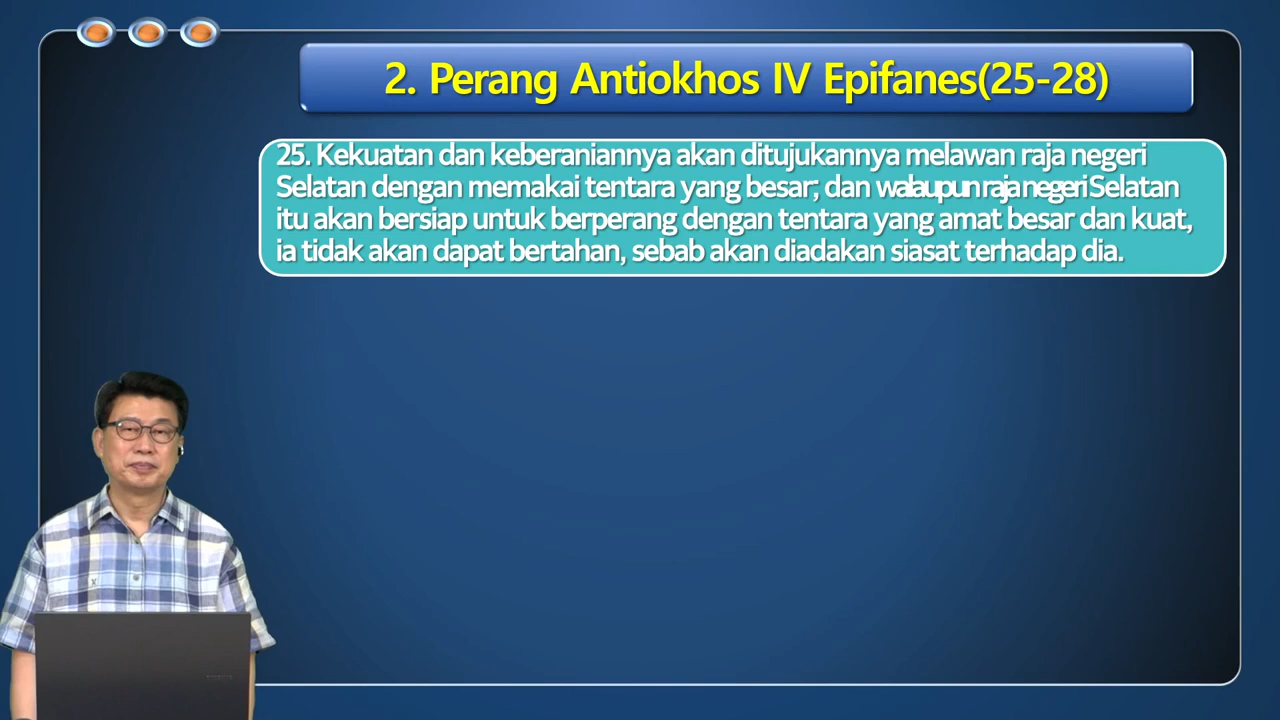 2. Perang Antiokhos IV Epifanes(25-28)
25. Kekuatan dan keberaniannya akan ditujukannya melawan raja negeri
Selatan dengan memakai tentara yang besar; dan walaupun raja negeri Selatan
itu akan bersiap untuk berperang dengan tentara yang amat besar dan kuat,
ia tidak akan dapat bertahan, sebab akan diadakan siasat terhadap dia.